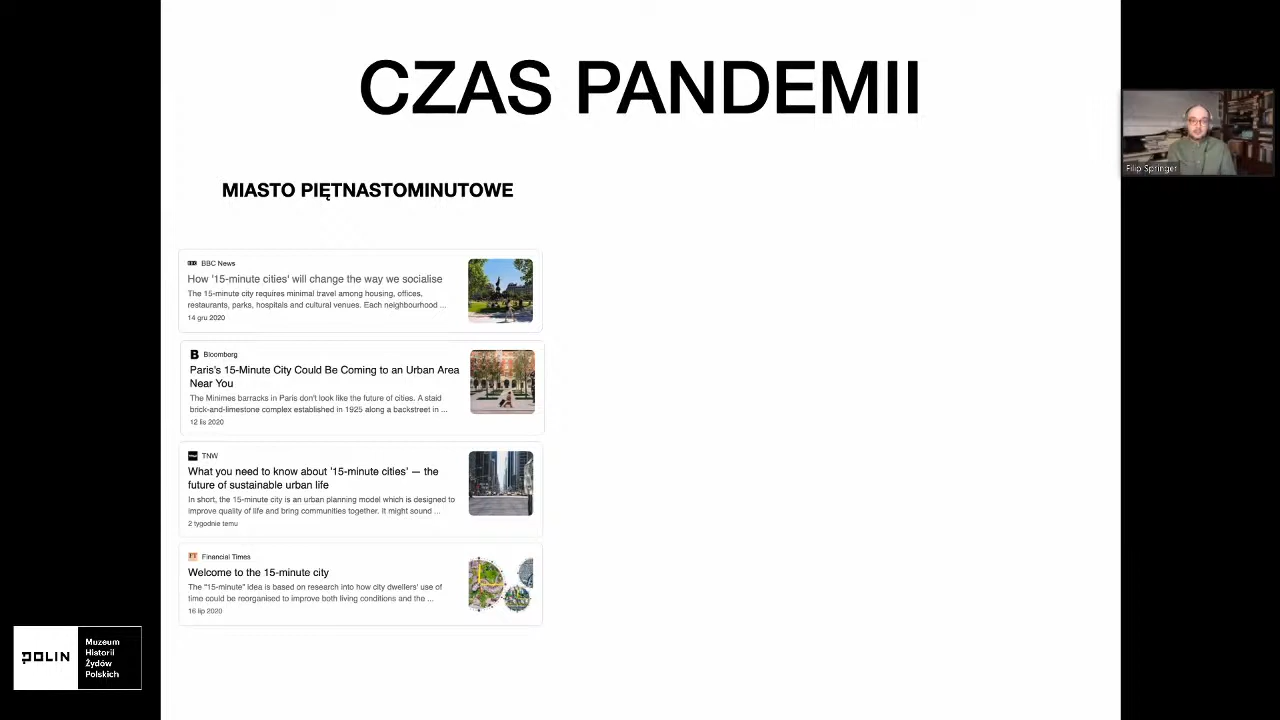 CZAS PANDEMII
MIASTO PIĘTNASTOMINUTOWE
BBC News
How '15-minute cities' will change the way we socialise
The 15-minute city requires minimal travel among housing, offices,
restaurants, parks, hospitals and cultural venues. Each neighbourhood ...
14 gru 2020
B Bloomberg
Paris's 15-Minute City Could Be Coming to an Urban Area
Near You
The Minimes barracks in Paris don't look like the future of cities. A staid
brick-and-limestone complex established in 1925 along a backstreet in ...
12 lis 2020
TNW
What you need to know about '15-minute cities' — the
future of sustainable urban life
In short, the 15-minute city is an urban planning model which is designed to
improve quality of life and bring communities together. It might sound ...
2 tygodnie temu
FT Financial Times
Welcome to the 15-minute city
The "15-minute" idea is based on research into how city dwellers' use of
time could be reorganised to improve both living conditions and the ...
16 lip 2020
Filip Springer
POLIN
Muzeum
Historii
Żydów
Polskich